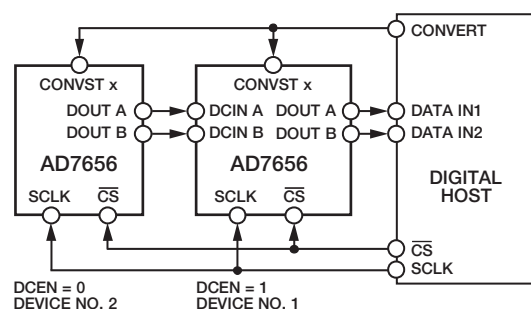 CONVERT
CONVST x
CONVST x
DOUT A
DCIN A
DOUT A
DATA IN1
DOUT B
DCIN B
DOUT B
DATA IN2
AD7656
AD7656
DIGITAL
HOST
SCLK
CS
SCLK
CS
CS
SCLK
DCEN = 0
DEVICE NO. 2
DCEN = 1
DEVICE NO. 1